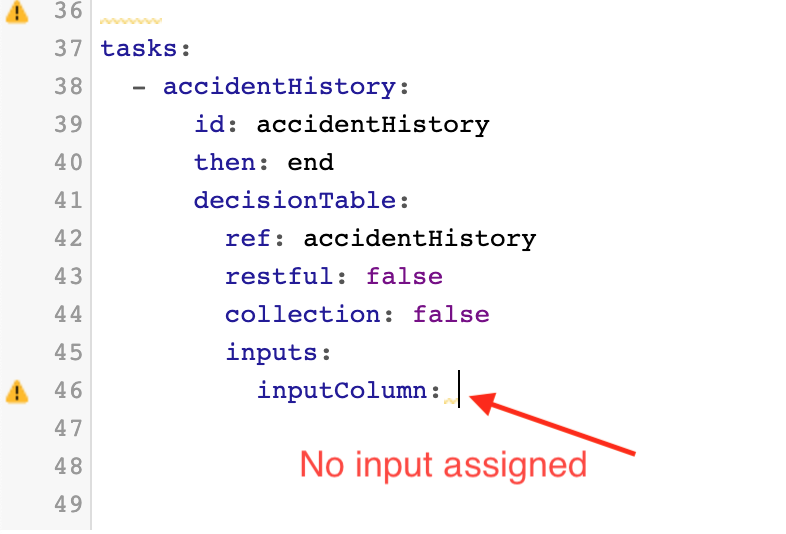 36
37 tasks:
38   - accidentHistory:
39       id: accidentHistory
40       then: end
41       decisionTable:
42         ref: accidentHistory
43         restful: false
44         collection: false
45         inputs:
46           inputColumn:
47
No input assigned
48
49